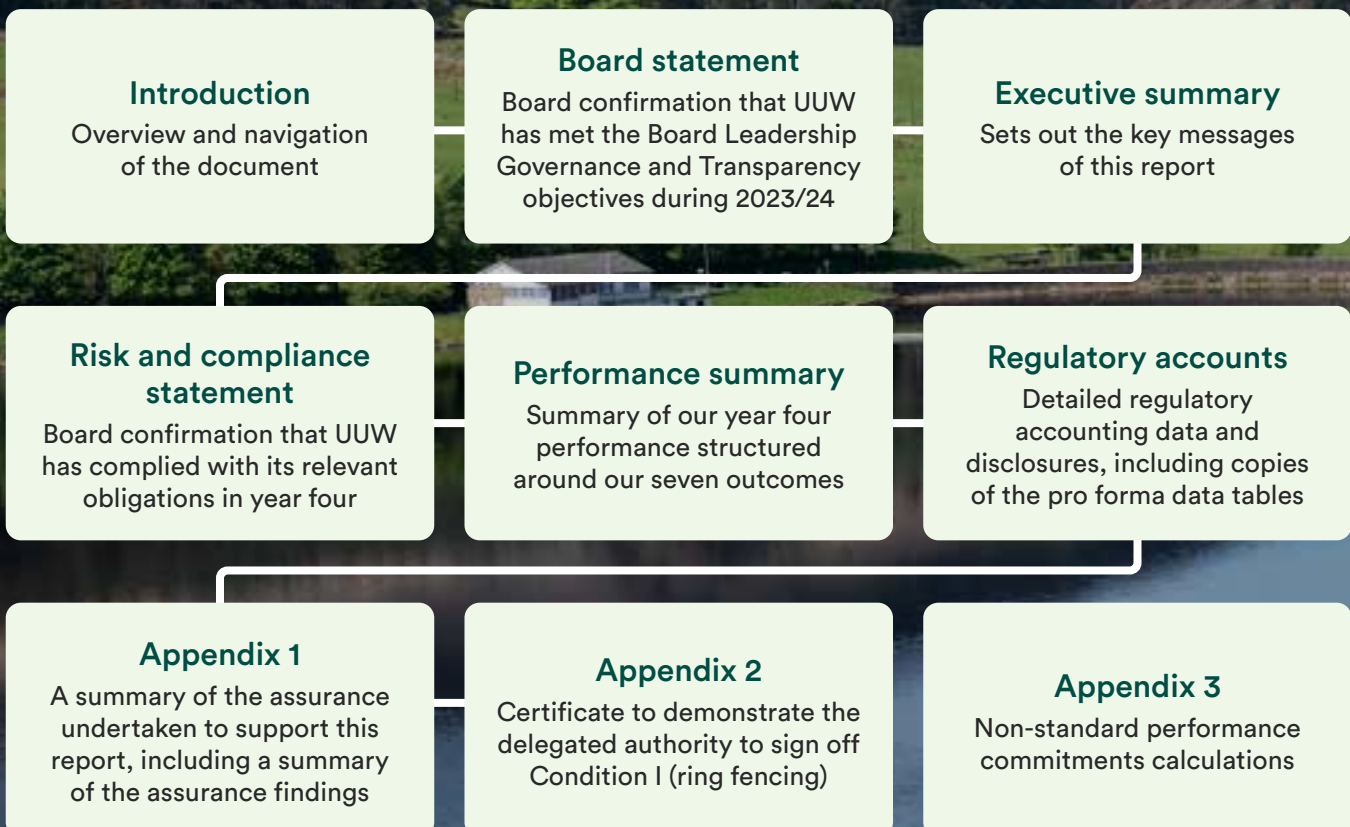 Introduction
Overview and navigation
of the document
Board statement
Board confirmation that UUW
has met the Board Leadership
Governance and Transparency
objectives during 2023/24
Executive summary
Sets out the key messages
of this report
Risk and compliance
statement
Board confirmation that UUW
has complied with its relevant
obligations in year four
Performance summary
Summary of our year four
performance structured
around our seven outcomes
Regulatory accounts
Detailed regulatory
accounting data and
disclosures, including copies
of the pro forma data tables
Appendix 1
A summary of the assurance
undertaken to support this
report, including a summary
of the assurance findings
Appendix 2
Certificate to demonstrate the
delegated authority to sign off
Condition I (ring fencing)
Appendix 3
Non-standard performance
commitments calculations